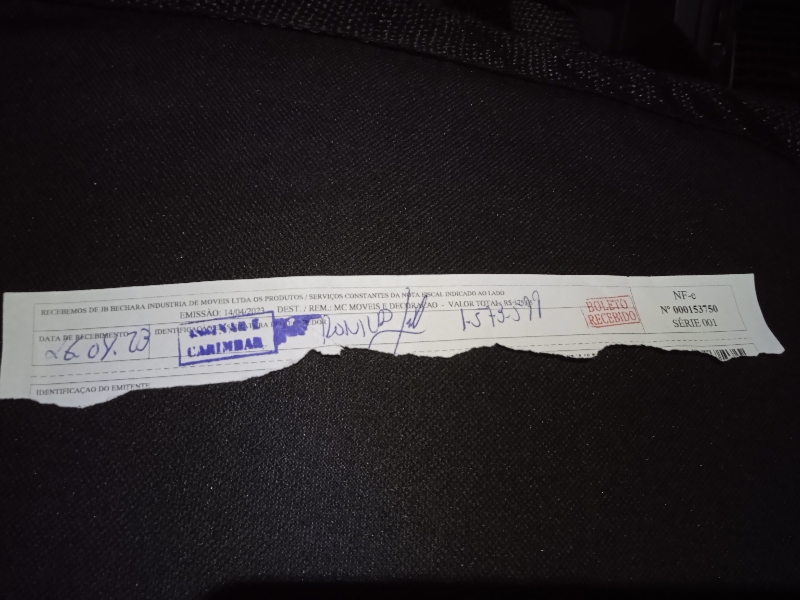 RECEBEMOS DE JB BECHARA INDUSTRIA DE MOVEIS LTDA OS PRODUTOS / SERVIÇOS CONSTANTES DA NOTA FISCAL INDICADO AO LADO
EMISSÃO: 14/04/2023 DEST. / REM.: MC MOVEIS E DECORAÇÃO - VALOR TOTAL: R$
NF-e
Nº 000153750
SÉRIE 001
BOLETO
RECEBIDO
DATA DE RECEBIMENTO
26 04 23
ASSINAR E
CARIMBAR
IDENTIFICAÇÃO DO EMITENTE